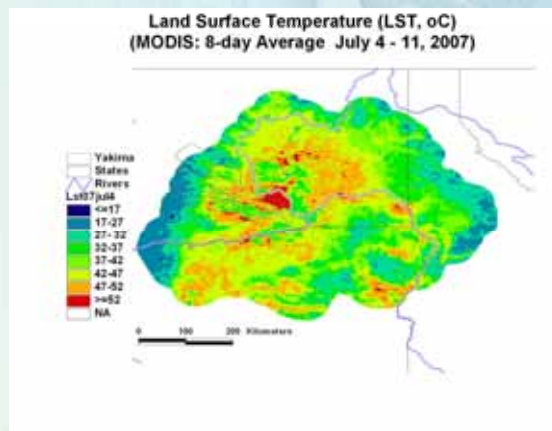 Land Surface Temperature (LST, oC)
(MODIS: 8-day Average July 4 - 11, 2007)
Yakima
States
Rivers
Lst07jul4
<=17
17-27
27- 32
32-37
37-42
42-47
47-52
>=52
NA
0 100 200 Kilometers